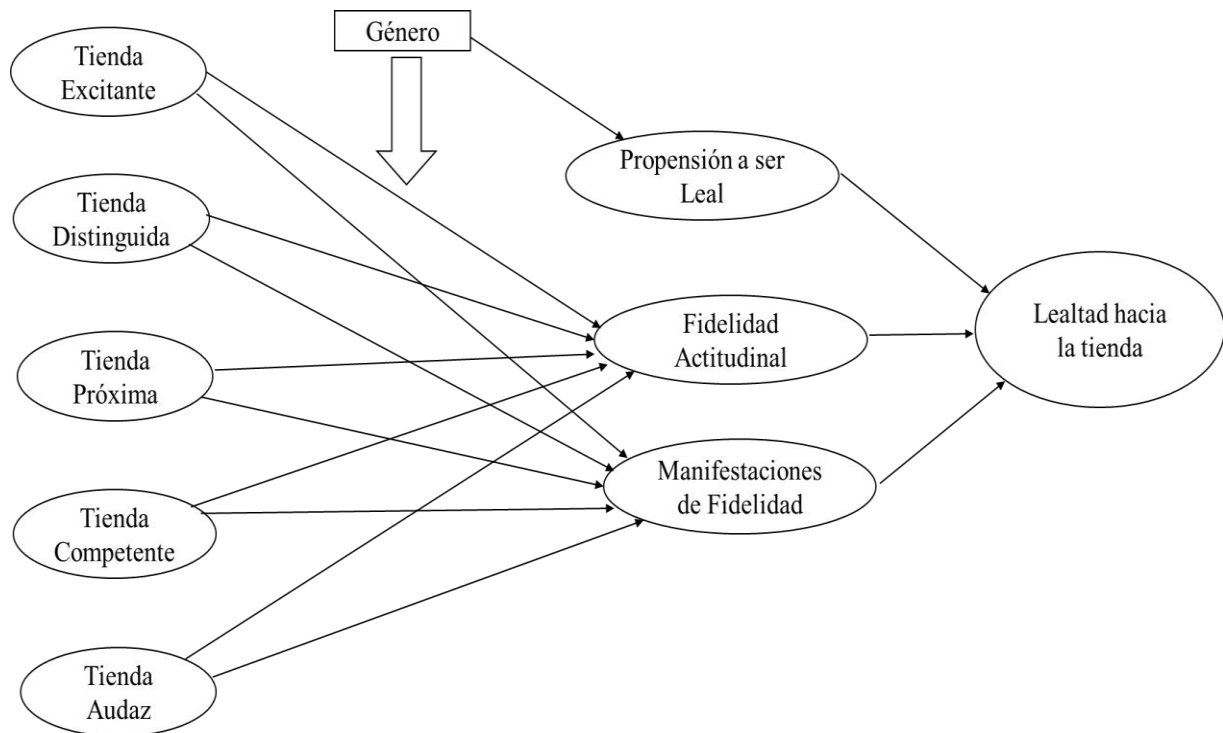 Género
Tienda
Excitante
Tienda
Distinguida
Tienda
Próxima
Tienda
Competente
Tienda
Audaz
Propensión a ser
Leal
Fidelidad
Actitudinal
Manifestaciones
de Fidelidad
Lealtad hacia
la tienda